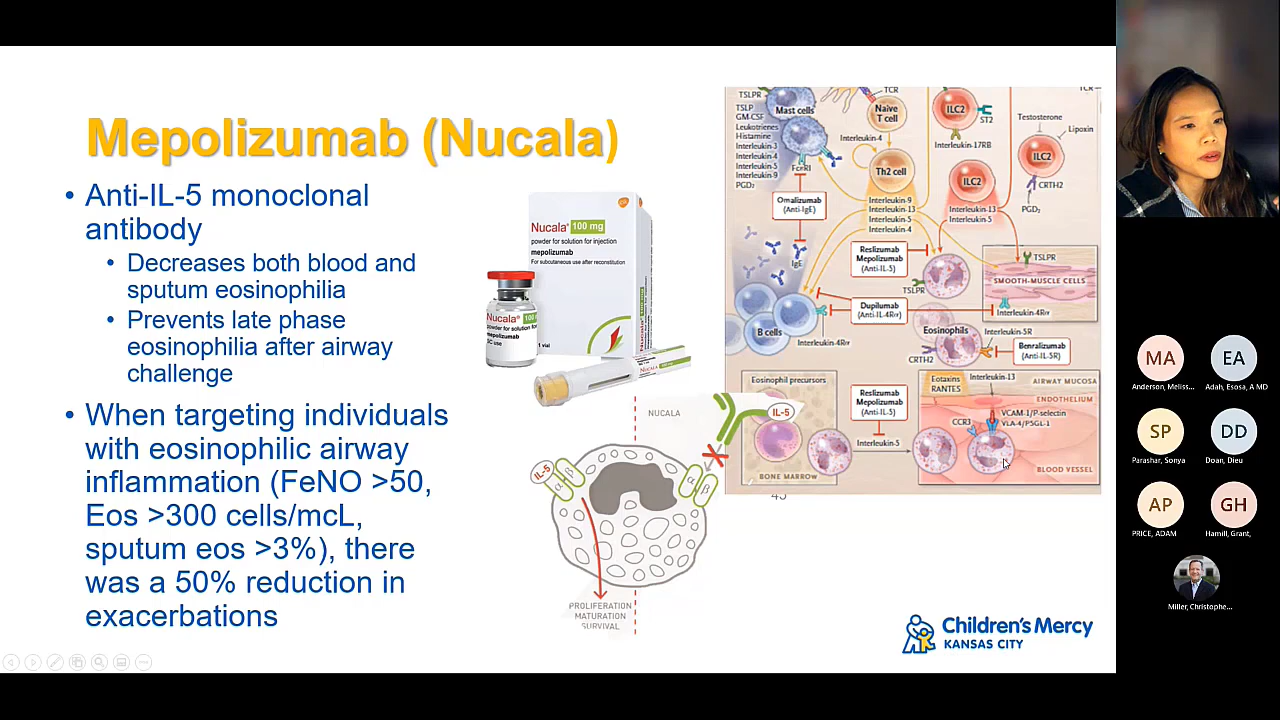 Mepolizumab (Nucala)
• Anti-IL-5 monoclonal
antibody
• Decreases both blood and
sputum eosinophilia
• Prevents late phase
eosinophilia after airway
challenge
• When targeting individuals
with eosinophilic airway
inflammation (FeNO >50,
Eos >300 cells/mcL,
sputum eos >3%), there
was a 50% reduction in
exacerbations
Nucala 100 mg
powder for solution for injection
mepolizumab
For subcutaneous use after reconstitution
1 vial
Nucala
powder for solution
mepolizumab
SC use
NUCALA
IL-5
α β
IL-5
α β
PROLIFERATION
MATURATION
SURVIVAL
TSLPR
Mast cells
TSLP
GM-CSF
Leukotrienes
Histamine
Interleukin-3
Interleukin-4
Interleukin-5
Interleukin-9
PGD₂
FcεRI
TCR
Naive
T cell
Interleukin-4
Th2 cell
Interleukin-9
Interleukin-13
Interleukin-5
Interleukin-4
ILC2
ST2
Interleukin-17RB
ILC2
Interleukin-13
Interleukin-5
TCR
Testosterone
Lipoxin
ILC2
CRTH2
PGD₂
Omalizumab
(Anti-IgE)
IgE
Reslizumab
Mepolizumab
(Anti-IL-5)
TSLPR
TSLPR
SMOOTH-MUSCLE CELLS
Dupilumab
(Anti-IL-4Rα)
Interleukin-4Rα
B cells
Interleukin-4Rα
Eosinophils
Interleukin-5R
CRTH2
Benralizumab
(Anti-IL-5R)
Eosinophil precursors
BONE MARROW
Reslizumab
Mepolizumab
(Anti-IL-5)
Interleukin-5
Eotaxins
RANTES
Interleukin-13
AIRWAY MUCOSA
ENDOTHELIUM
CCR3
VCAM-1/P-selectin
VLA-4/PSGL-1
BLOOD VESSEL
Children's Mercy
KANSAS CITY
MA
Anderson, Meliss...
EA
Adah, Esosa, A MD
SP
Parashar, Sonya
DD
Doan, Dieu
AP
PRICE, ADAM
GH
Hamill, Grant,
Miller, Christophe...